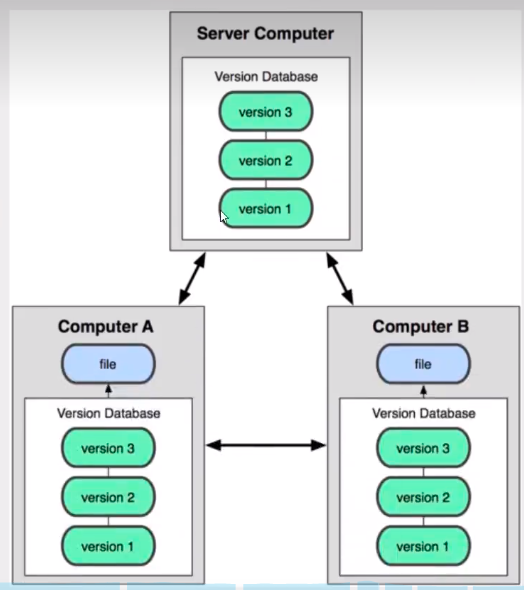 Server Computer
Version Database
version 3
version 2
version 1
Computer A
file
Version Database
version 3
version 2
version 1
Computer B
file
Version Database
version 3
version 2
version 1